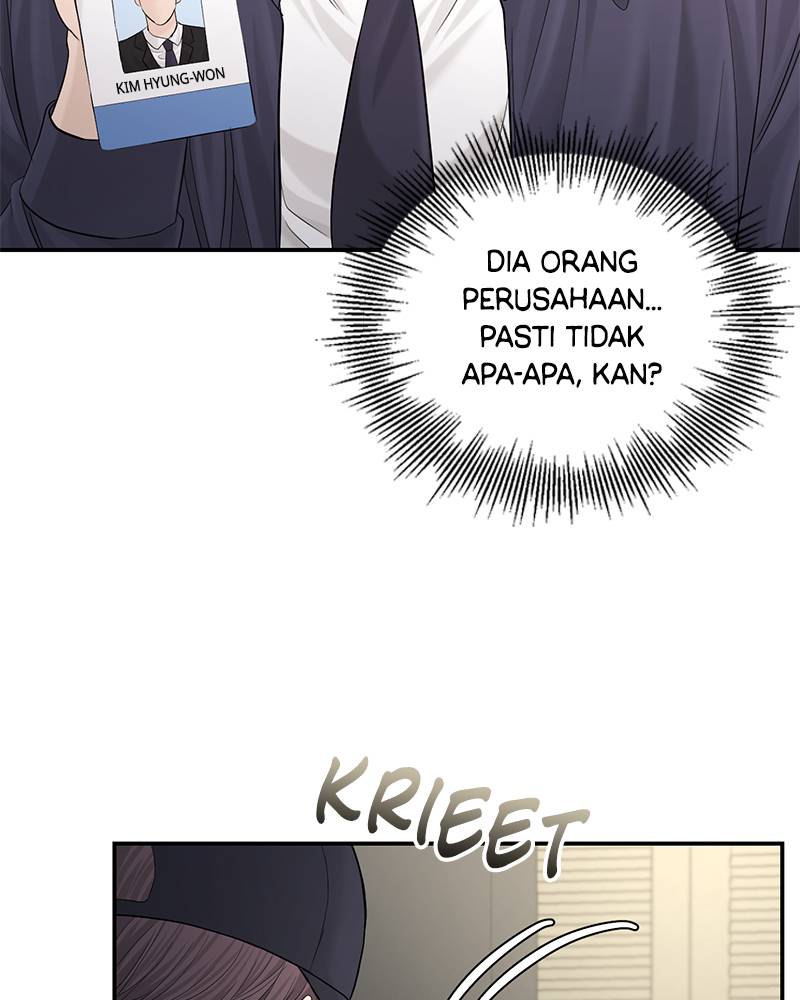 KIM HYUNG-WON
DIA ORANG
PERUSAHAAN...
PASTI TIDAK
APA-APA, KAN?
KRIEET